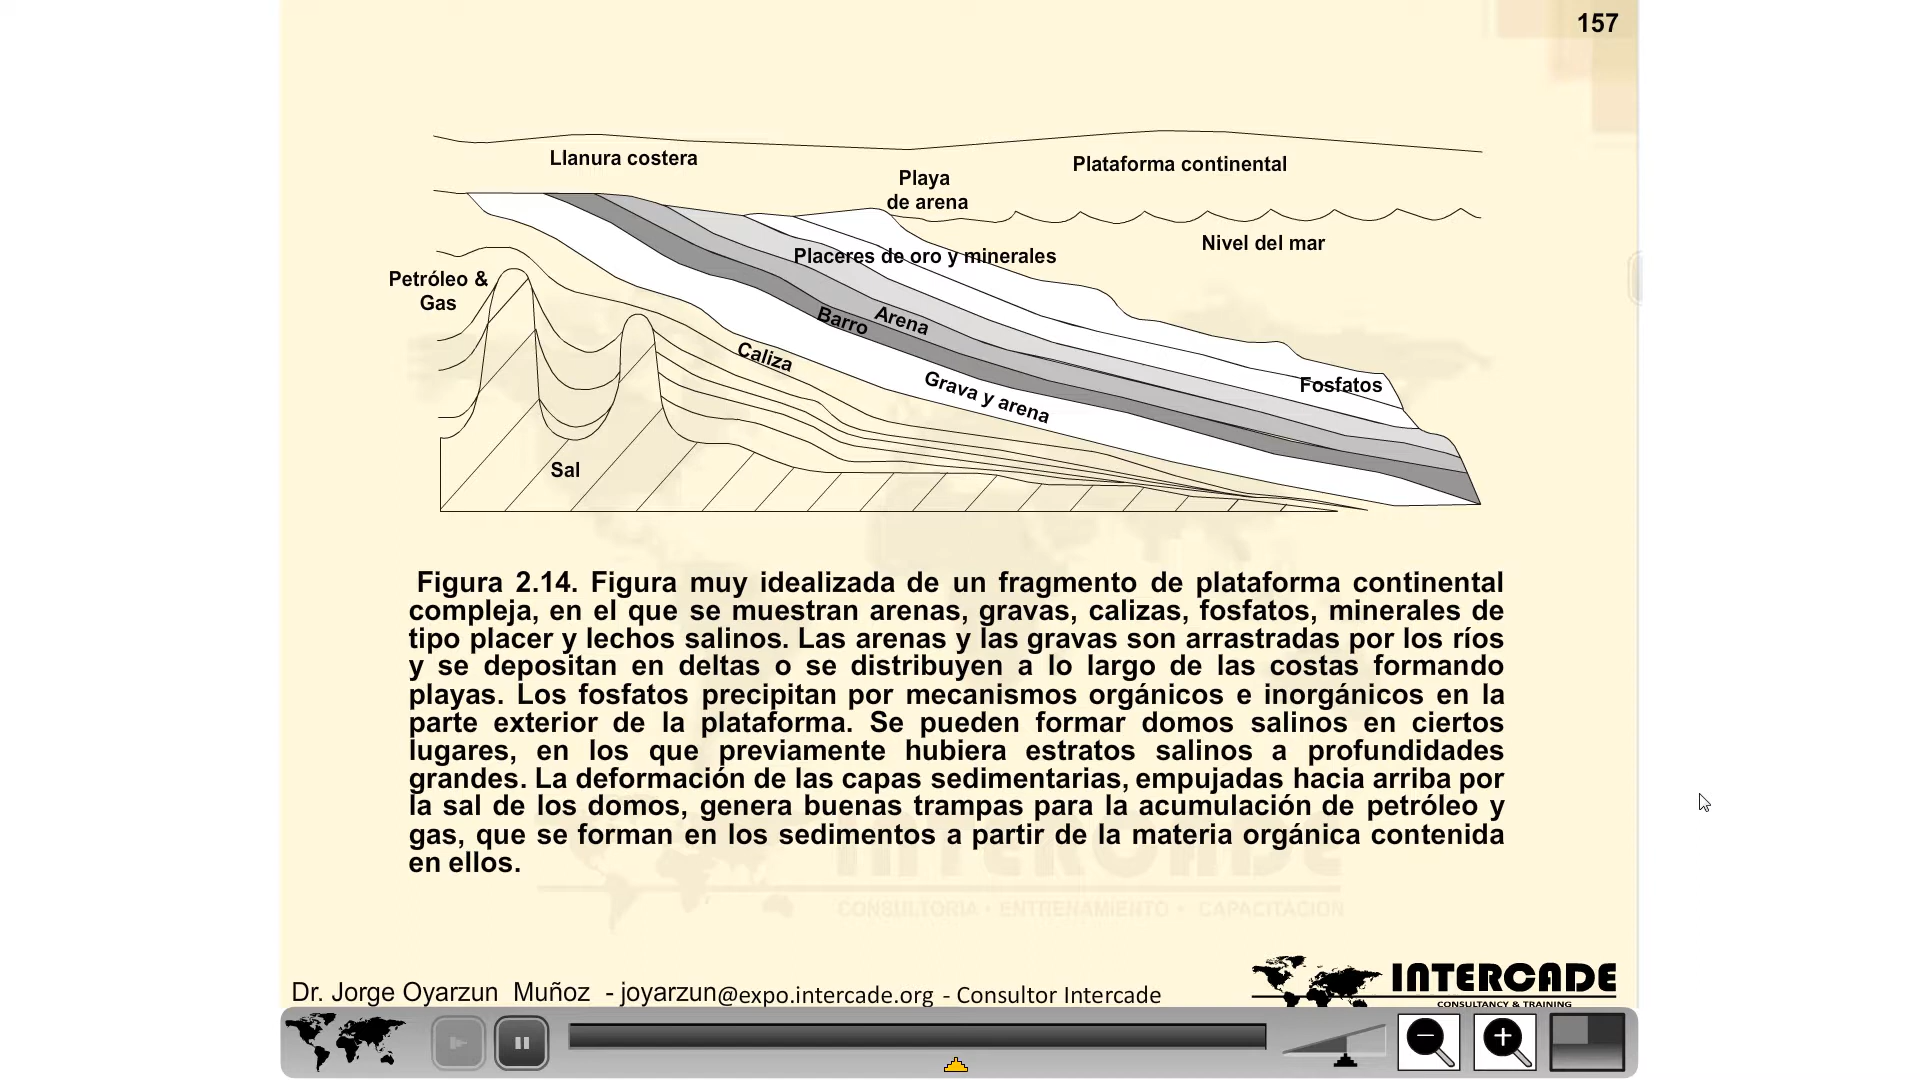 157
Llanura costera
Plataforma continental
Playa
de arena
Nivel del mar
Placeres de oro y minerales
Petróleo &
Gas
Barro
Arena
Caliza
Grava y arena
Fosfatos
Sal
Figura 2.14. Figura muy idealizada de un fragmento de plataforma continental
compleja, en el que se muestran arenas, gravas, calizas, fosfatos, minerales de
tipo placer y lechos salinos. Las arenas y las gravas son arrastradas por los ríos
y se depositan en deltas o se distribuyen a lo largo de las costas formando
playas. Los fosfatos precipitan por mecanismos orgánicos e inorgánicos en la
parte exterior de la plataforma. Se pueden formar domos salinos en ciertos
lugares, en los que previamente hubiera estratos salinos a profundidades
grandes. La deformación de las capas sedimentarias, empujadas hacia arriba por
la sal de los domos, genera buenas trampas para la acumulación de petróleo y
gas, que se forman en los sedimentos a partir de la materia orgánica contenida
en ellos.
INTERCADE
CONSULTORIA • ENTRENAMIENTO • CAPACITACION
Dr. Jorge Oyarzun Muñoz - joyarzun@expo.intercade.org - Consultor Intercade
INTERCADE
CONSULTANCY & TRAINING